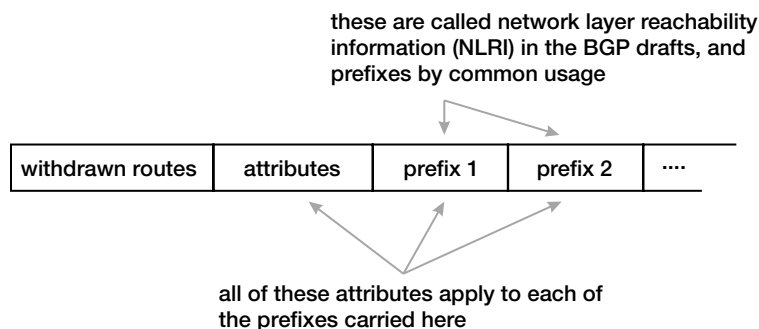 these are called network layer reachability
information (NLRI) in the BGP drafts, and
prefixes by common usage
withdrawn routes attributes prefix 1 prefix 2 ....
all of these attributes apply to each of
the prefixes carried here